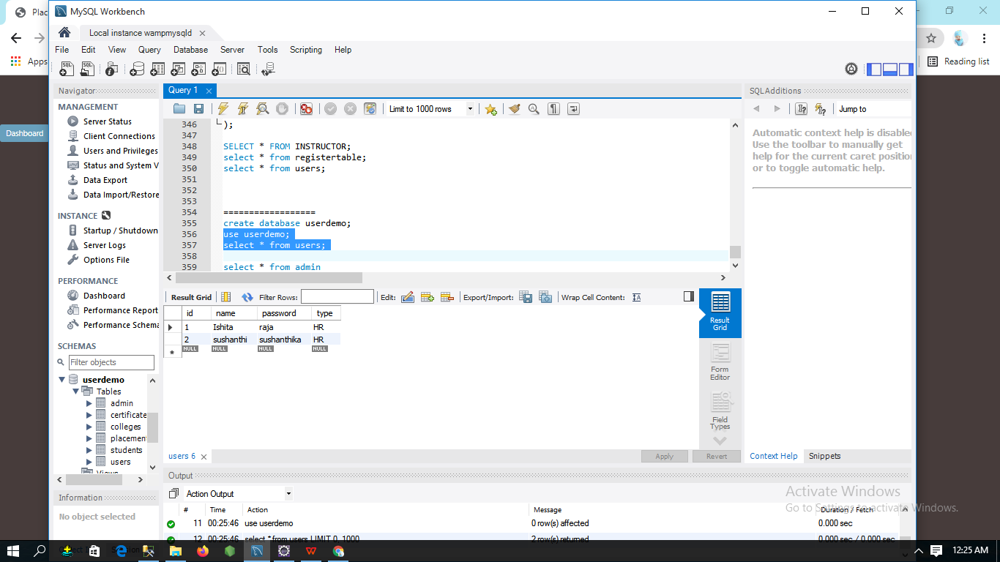 Plac
MySQL Workbench
Local instance wampmysqld
File Edit View Query Database Server Tools Scripting Help
Apps
Reading list
Navigator
Query 1
SQLAdditions
MANAGEMENT
Server Status
Client Connections
Users and Privileges
Status and System V
Data Export
Data Import/Restore
Dashboard
INSTANCE
Startup / Shutdown
Server Logs
Options File
PERFORMANCE
Dashboard
Performance Report
Performance Schema
SCHEMAS
Filter objects
userdemo
Tables
admin
certificate
colleges
placemen
students
users
Views
Information
No object selected
Limit to 1000 rows
346 );
347
348 SELECT * FROM INSTRUCTOR;
349 select * from registertable;
350 select * from users;
351
352
353
354 ==================
355 create database userdemo;
356 use userdemo;
357 select * from users;
358
359 select * from admin
Jump to
Automatic context help is disable
Use the toolbar to manually get
help for the current caret position
or to toggle automatic help.
Result Grid Filter Rows: Edit: Export/Import: Wrap Cell Content:
id name password type
1 Ishita raja HR
2 sushanthi sushanthika HR
NULL NULL NULL NULL
Result
Grid
Form
Editor
Field
Types
users 6
Apply Revert
Context Help Snippets
Output
Action Output
# Time Action Message Duration / Fetch
11 00:25:46 use userdemo 0 row(s) affected 0.000 sec
12 00:25:46 select * from users LIMIT 0, 1000 2 row(s) returned 0.000 sec / 0.000 sec
Activate Windows
Go to Settings to activate Windows.
12:25 AM